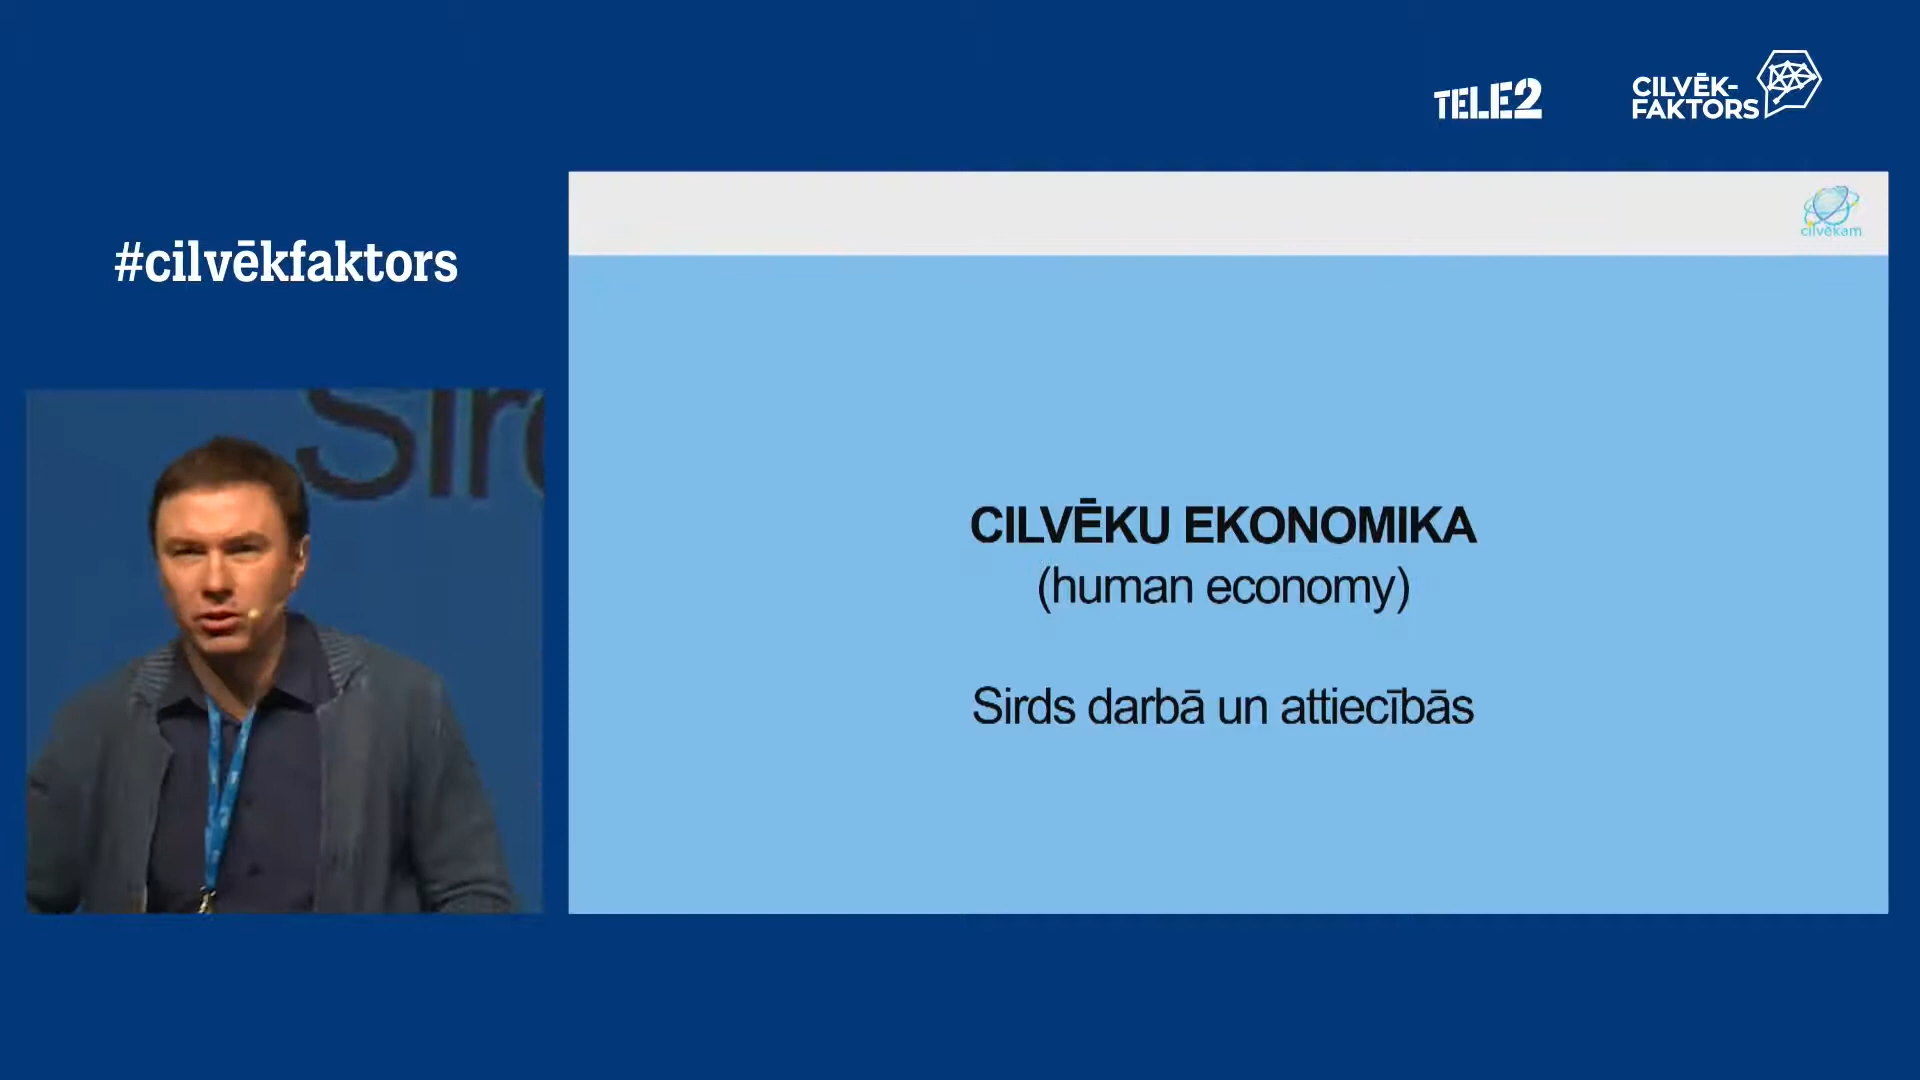 TELE2
CILVĒK-
FAKTORS
#cilvēkfaktors
cilvēkam
CILVĒKU EKONOMIKA
(human economy)
Sirds darbā un attiecībās